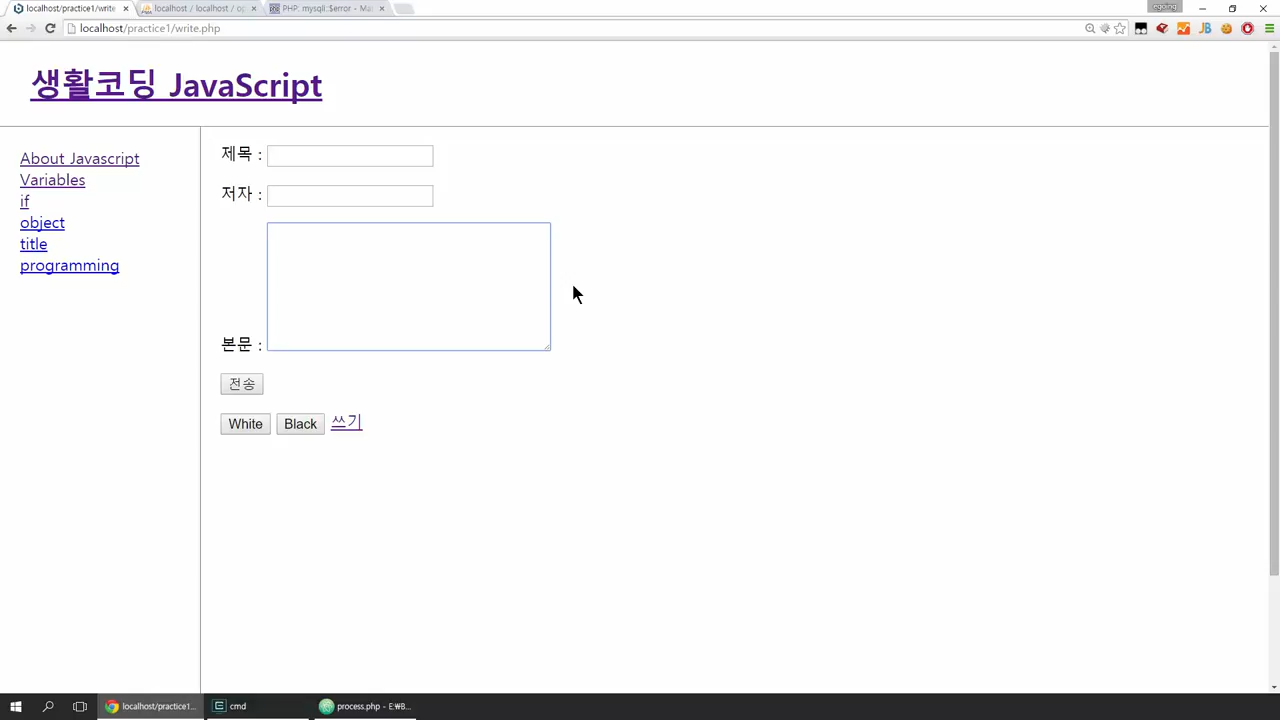 localhost/practice1/write
localhost / localhost / op
PHP: mysqli::$error - Ma
egoing
localhost/practice1/write.php
생활코딩 JavaScript
About Javascript
Variables
if
object
title
programming
제목 :
저자 :
본문 :
전송
White
Black
쓰기
localhost/practice1...
cmd
process.php - E:₩B...